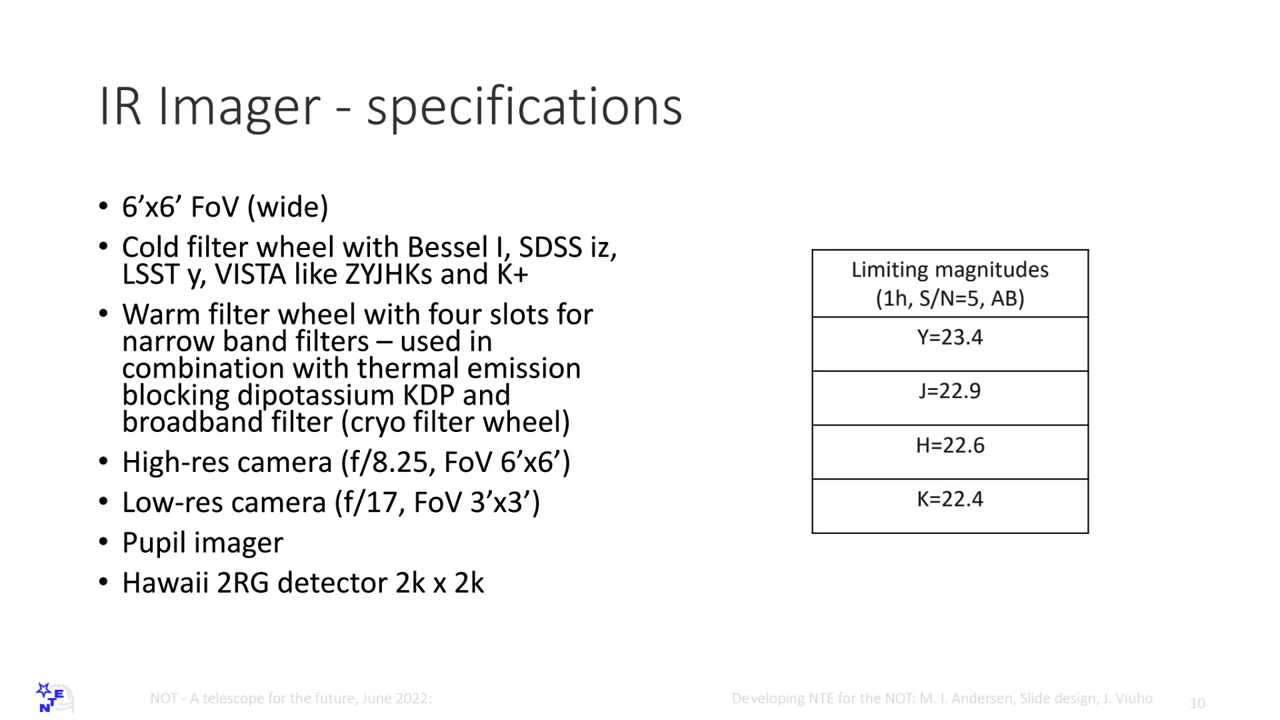 IR Imager - specifications
• 6’x6’ FoV (wide)
• Cold filter wheel with Bessel I, SDSS iz,
LSST y, VISTA like ZYJHKs and K+
• Warm filter wheel with four slots for
narrow band filters – used in
combination with thermal emission
blocking dipotassium KDP and
broadband filter (cryo filter wheel)
• High-res camera (f/8.25, FoV 6’x6’)
• Low-res camera (f/17, FoV 3’x3’)
• Pupil imager
• Hawaii 2RG detector 2k x 2k
Limiting magnitudes
(1h, S/N=5, AB)
Y=23.4
J=22.9
H=22.6
K=22.4
NTE
NOT - A telescope for the future, June 2022:
Developing NTE for the NOT: M. I. Andersen, Slide design, J. Viuho
10